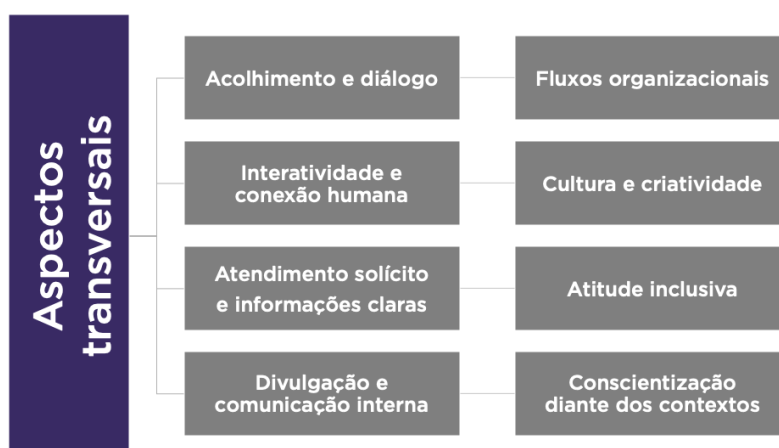 Aspectos
transversais
Acolhimento e diálogo
Fluxos organizacionais
Interatividade e
conexão humana
Cultura e criatividade
Atendimento solícito
e informações claras
Atitude inclusiva
Divulgação e
comunicação interna
Conscientização
diante dos contextos